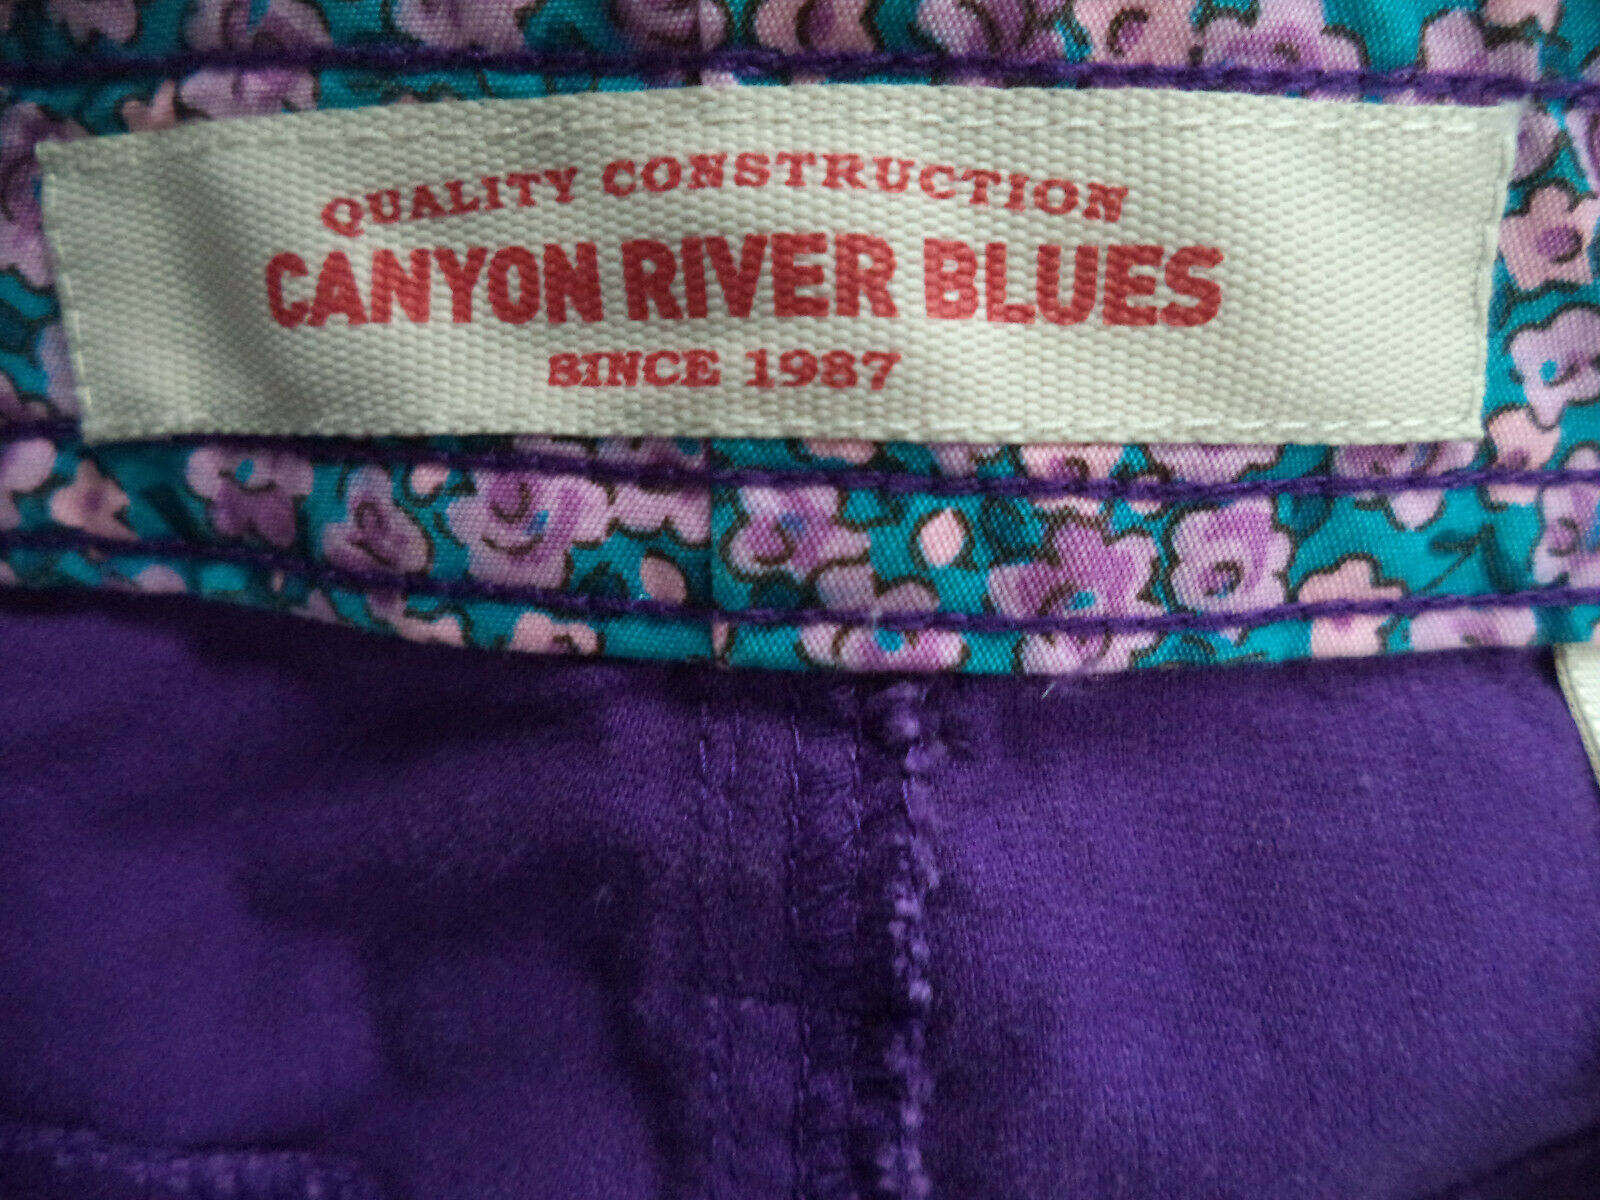 QUALITY CONSTRUCTION
CANYON RIVER BLUES
SINCE 1987